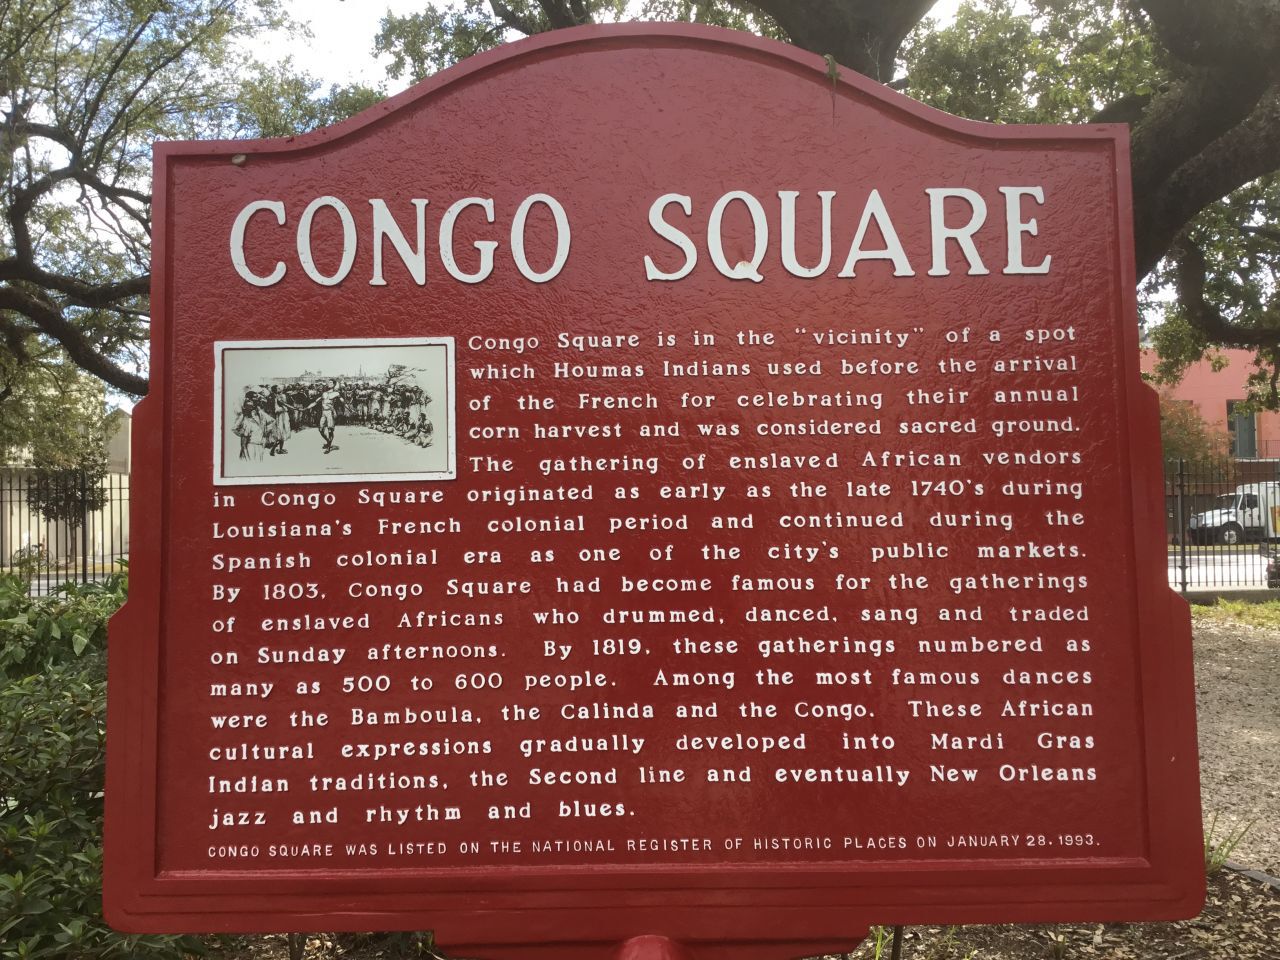 CONGO SQUARE
Congo Square is in the "vicinity" of a spot
which Houmas Indians used before the arrival
of the French for celebrating their annual
corn harvest and was considered sacred ground.
The gathering of enslaved African vendors
in Congo Square originated as early as the late 1740's during
Louisiana's French colonial period and continued during the
Spanish colonial era as one of the city's public markets.
By 1803, Congo Square had become famous for the gatherings
of enslaved Africans who drummed, danced, sang and traded
on Sunday afternoons. By 1819, these gatherings numbered as
many as 500 to 600 people. Among the most famous dances
were the Bamboula, the Calinda and the Congo. These African
cultural expressions gradually developed into Mardi Gras
Indian traditions, the Second line and eventually New Orleans
jazz and rhythm and blues.
CONGO SQUARE WAS LISTED ON THE NATIONAL REGISTER OF HISTORIC PLACES ON JANUARY 28, 1993.